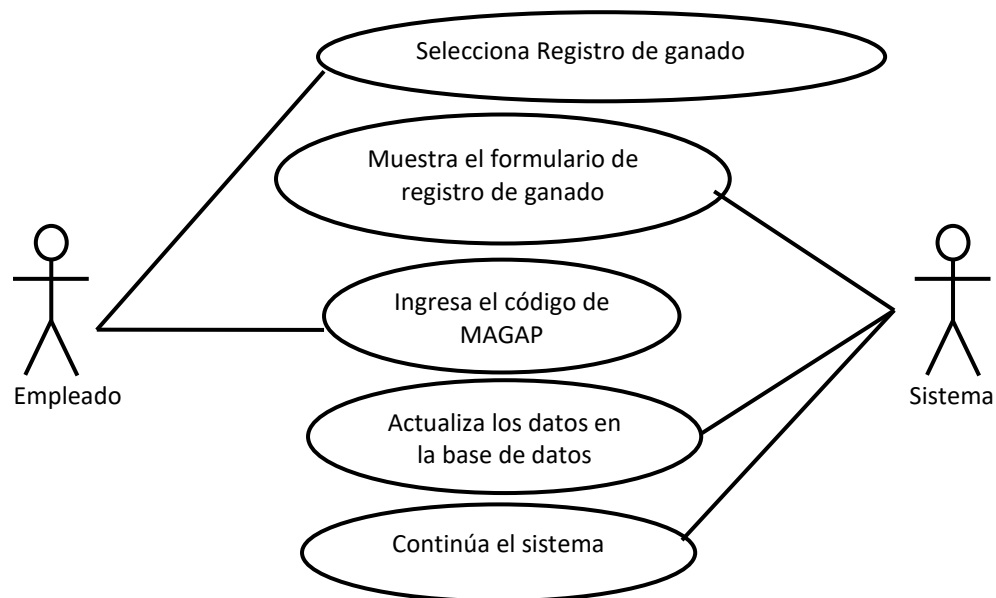 Selecciona Registro de ganado
Muestra el formulario de
registro de ganado
Ingresa el código de
MAGAP
Empleado
Sistema
Actualiza los datos en
la base de datos
Continúa el sistema